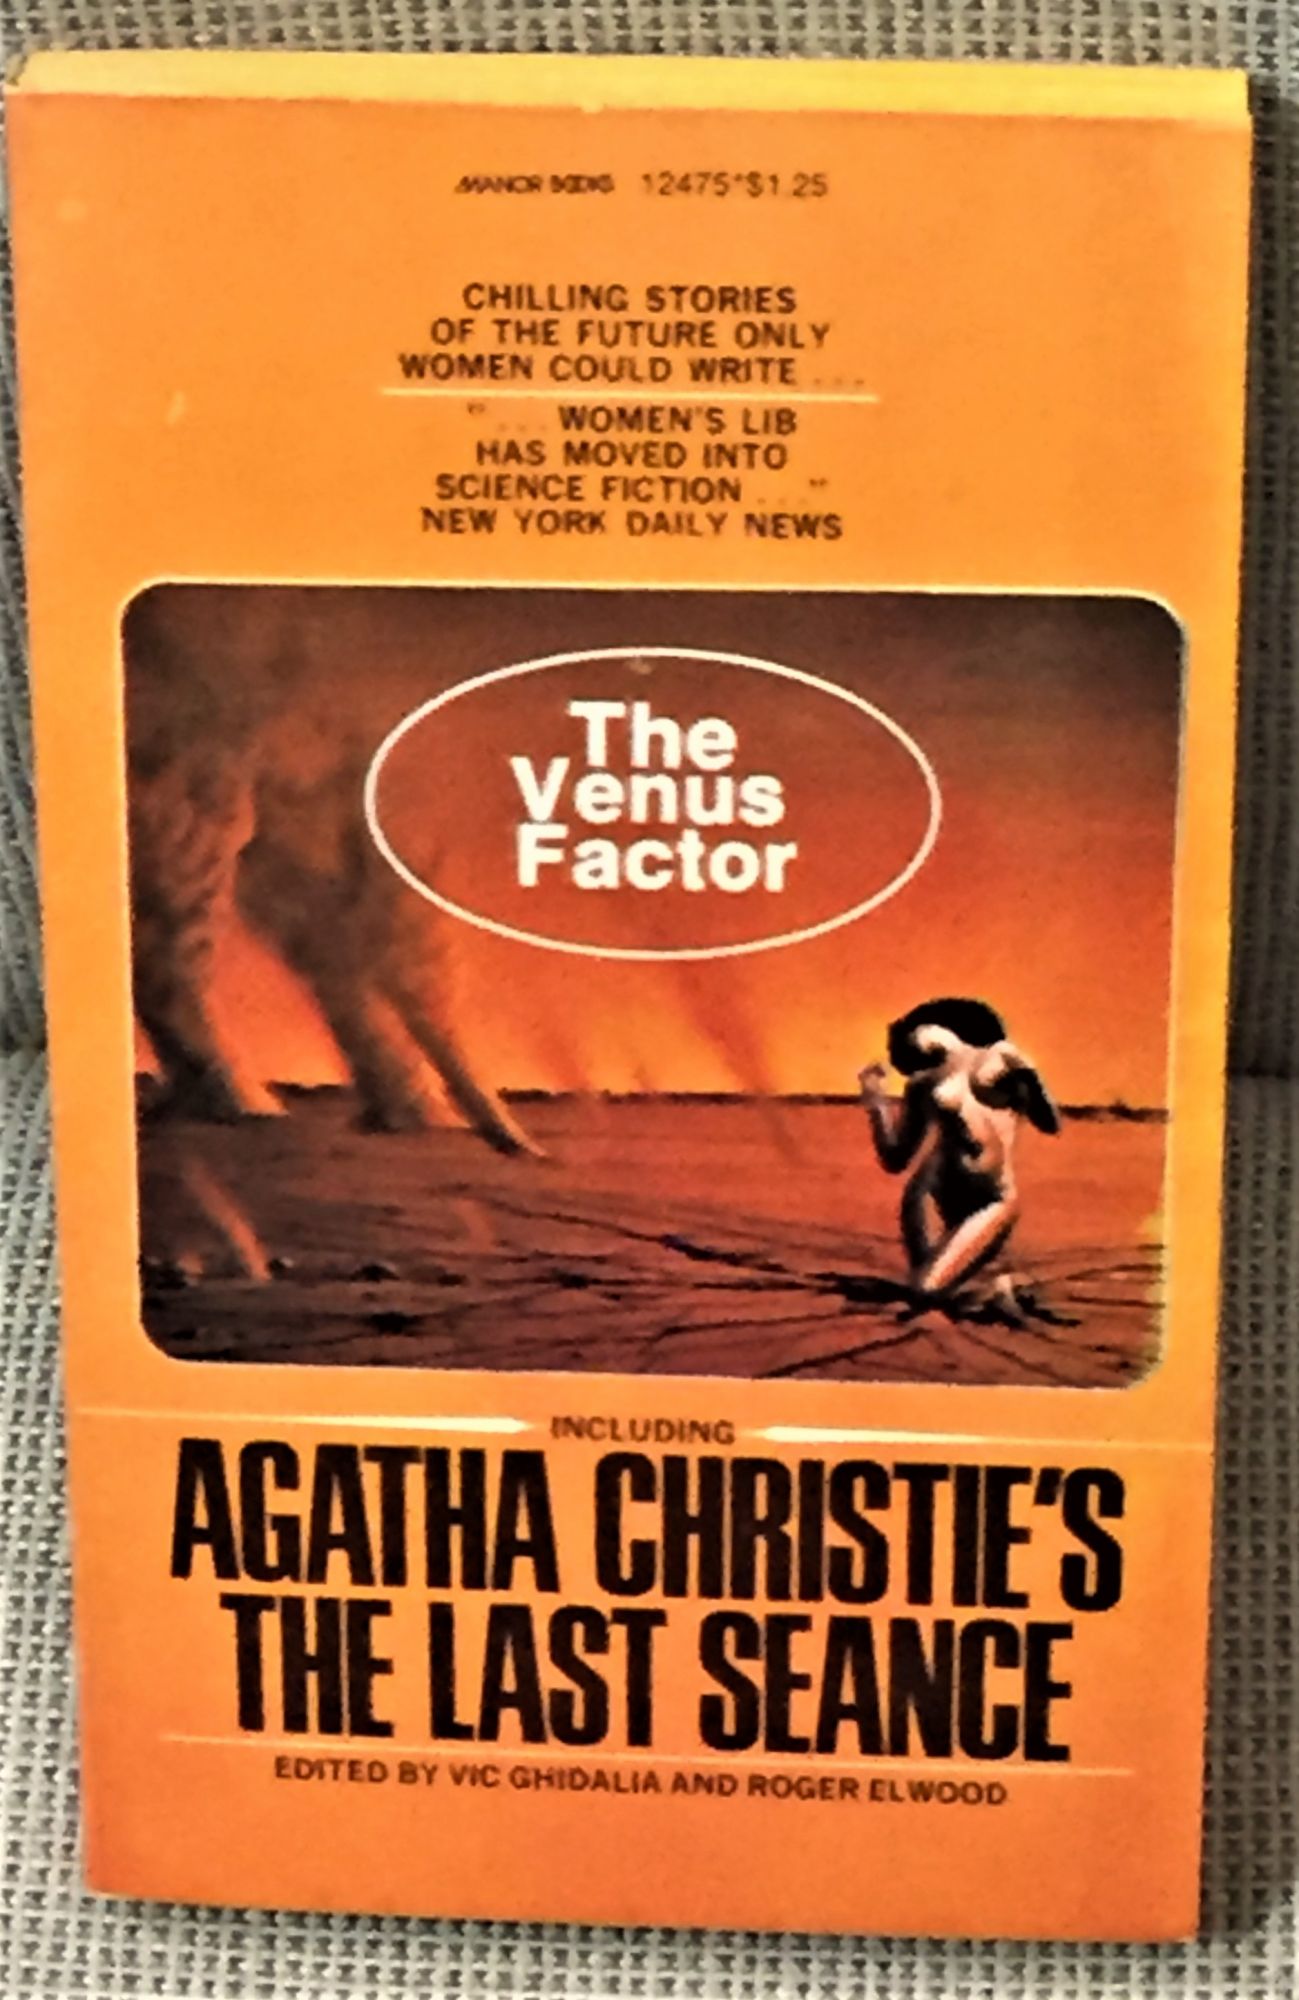 MANOR BOOKS 12475*$1.25
CHILLING STORIES
OF THE FUTURE ONLY
WOMEN COULD WRITE . . .
". . . WOMEN'S LIB
HAS MOVED INTO
SCIENCE FICTION . . ."
NEW YORK DAILY NEWS
The
Venus
Factor
INCLUDING
AGATHA CHRISTIE'S
THE LAST SEANCE
EDITED BY VIC GHIDALIA AND ROGER ELWOOD